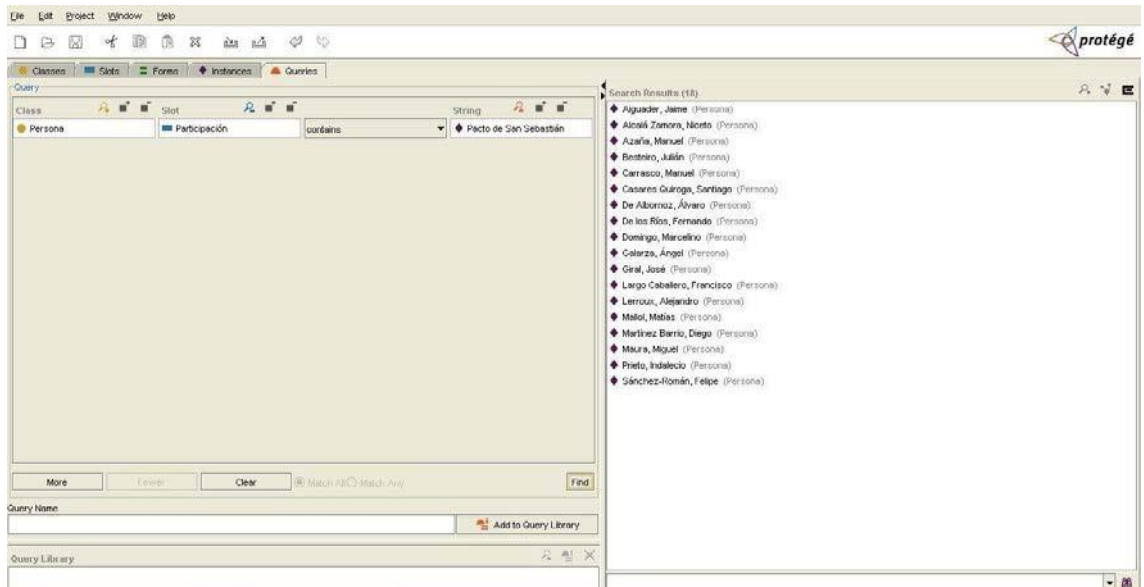 File Edit Project Window Help
protégé
Classes Slots Forms Instances Queries
Query
Class Slot String
Persona Participación contains Pacto de San Sebastián
More Fewer Clear Match All Match Any Find
Query Name
Add to Query Library
Query Library
Search Results (18)
Aiguader, Jaime (Persona)
Alcalá Zamora, Niceto (Persona)
Azaña, Manuel (Persona)
Besteiro, Julián (Persona)
Carrasco, Manuel (Persona)
Casares Quiroga, Santiago (Persona)
De Albornoz, Álvaro (Persona)
De los Ríos, Fernando (Persona)
Domingo, Marcelino (Persona)
Galarza, Ángel (Persona)
Giral, José (Persona)
Largo Caballero, Francisco (Persona)
Lerroux, Alejandro (Persona)
Mallol, Matías (Persona)
Martínez Barrio, Diego (Persona)
Maura, Miguel (Persona)
Prieto, Indalecio (Persona)
Sánchez-Román, Felipe (Persona)